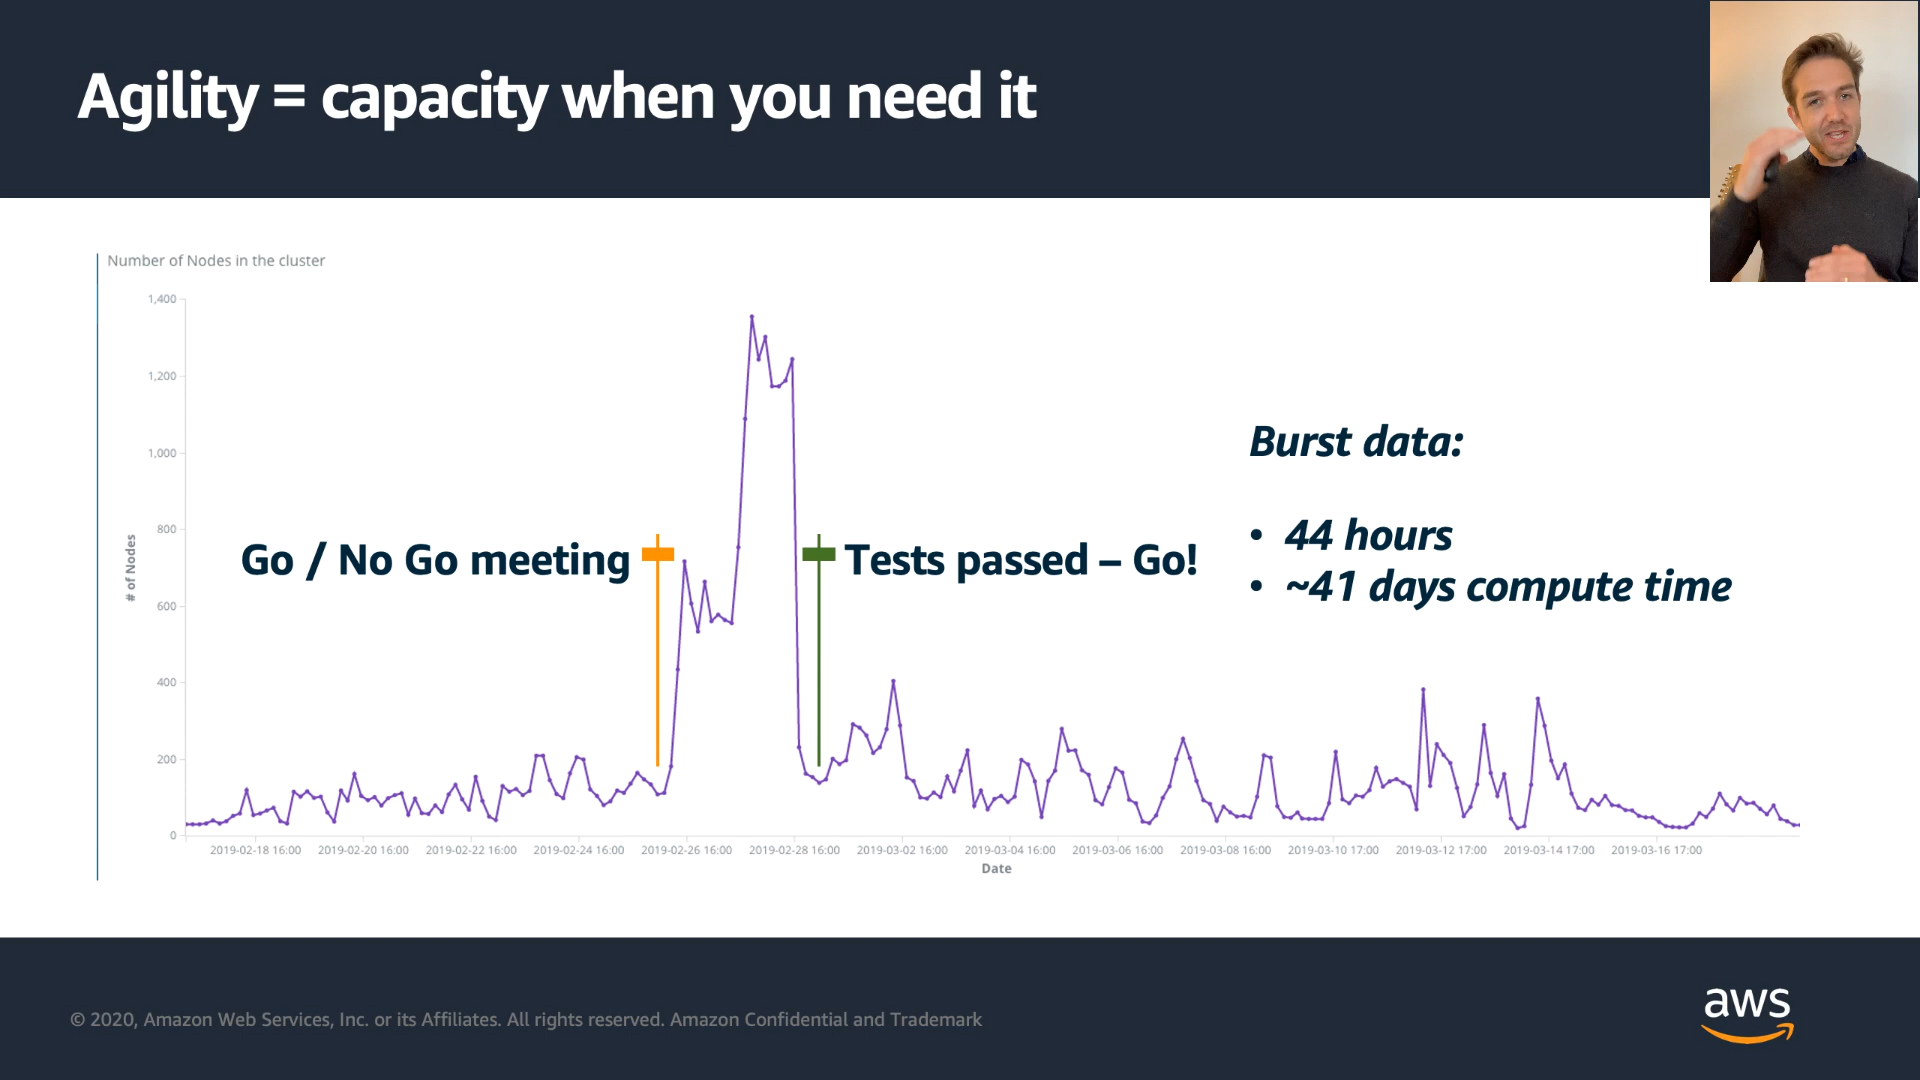 Agility = capacity when you need it
Number of Nodes in the cluster
1,400
1,200
1,000
800
600
400
200
0
# of Nodes
Go / No Go meeting
Tests passed – Go!
Burst data:
• 44 hours
• ~41 days compute time
2019-02-18 16:00 2019-02-20 16:00 2019-02-22 16:00 2019-02-24 16:00 2019-02-26 16:00 2019-02-28 16:00 2019-03-02 16:00 2019-03-04 16:00 2019-03-06 16:00 2019-03-08 16:00 2019-03-10 17:00 2019-03-12 17:00 2019-03-14 17:00 2019-03-16 17:00
Date
© 2020, Amazon Web Services, Inc. or its Affiliates. All rights reserved. Amazon Confidential and Trademark
aws